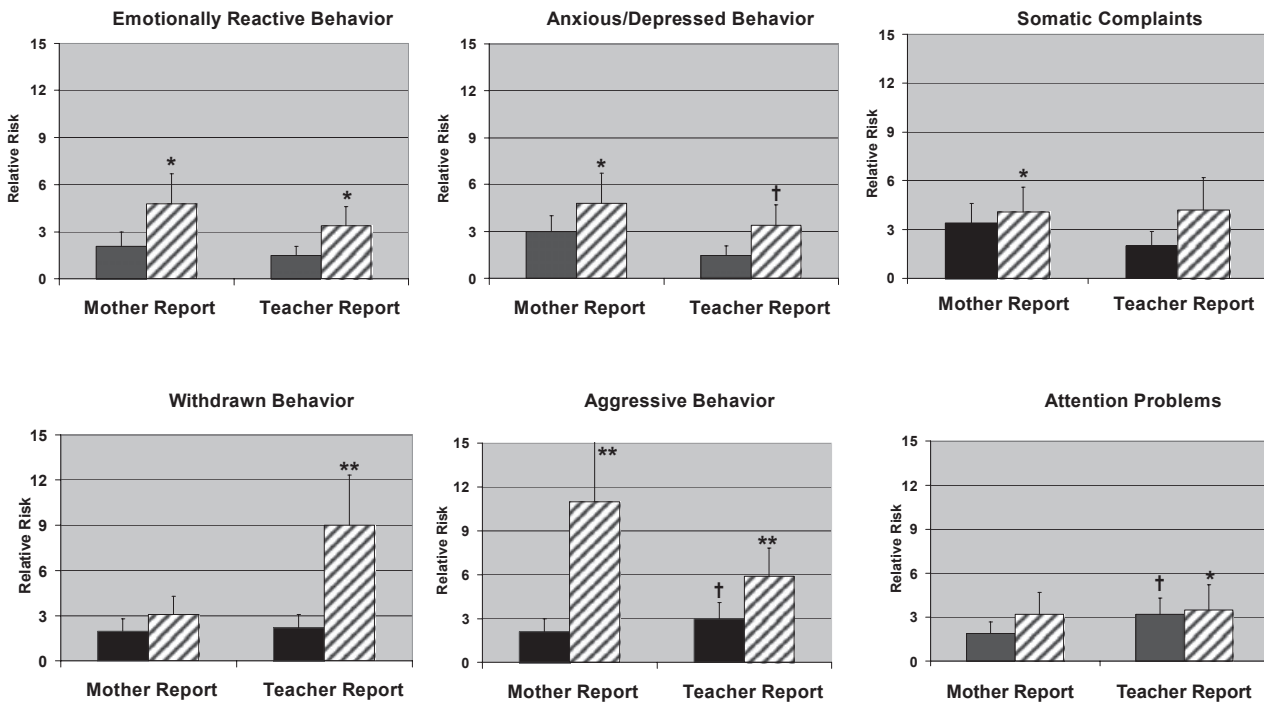 Emotionally Reactive Behavior
15
12
9
6
3
0
Relative Risk
*
*
Mother Report
Teacher Report
Anxious/Depressed Behavior
15
12
9
6
3
0
Relative Risk
*
†
Mother Report
Teacher Report
Somatic Complaints
15
12
9
6
3
0
Relative Risk
*
Mother Report
Teacher Report
Withdrawn Behavior
15
12
9
6
3
0
Relative Risk
**
Mother Report
Teacher Report
Aggressive Behavior
15
12
9
6
3
0
Relative Risk
**
†
**
Mother Report
Teacher Report
Attention Problems
15
12
9
6
3
0
Relative Risk
†
*
Mother Report
Teacher Report